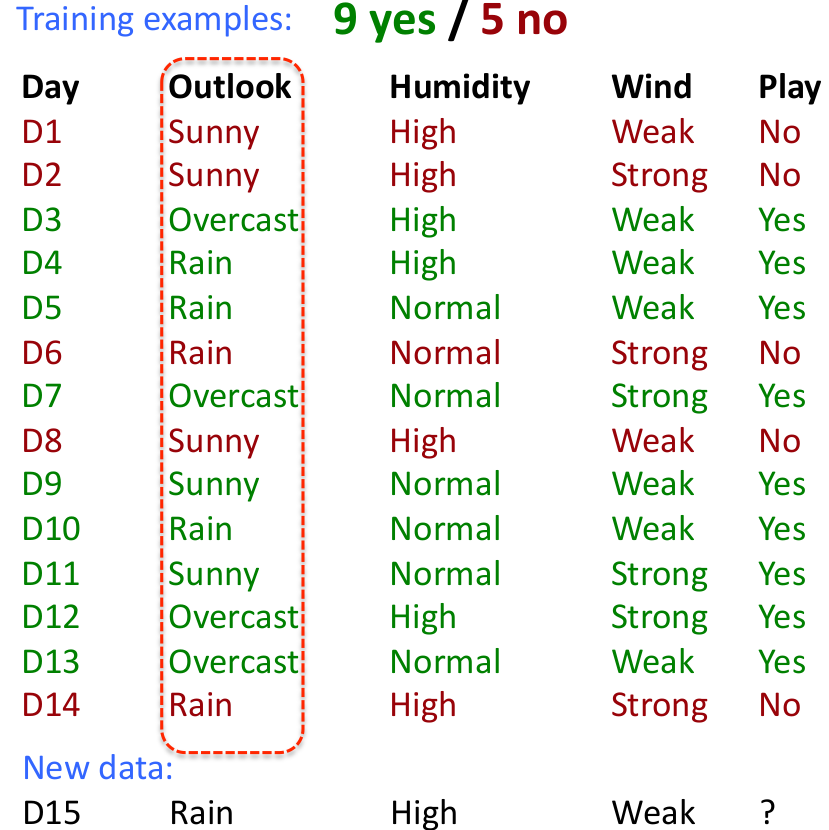 Training examples: 9 yes / 5 no
Day Outlook Humidity Wind Play
D1 Sunny High Weak No
D2 Sunny High Strong No
D3 Overcast High Weak Yes
D4 Rain High Weak Yes
D5 Rain Normal Weak Yes
D6 Rain Normal Strong No
D7 Overcast Normal Strong Yes
D8 Sunny High Weak No
D9 Sunny Normal Weak Yes
D10 Rain Normal Weak Yes
D11 Sunny Normal Strong Yes
D12 Overcast High Strong Yes
D13 Overcast Normal Weak Yes
D14 Rain High Strong No
New data:
D15 Rain High Weak ?